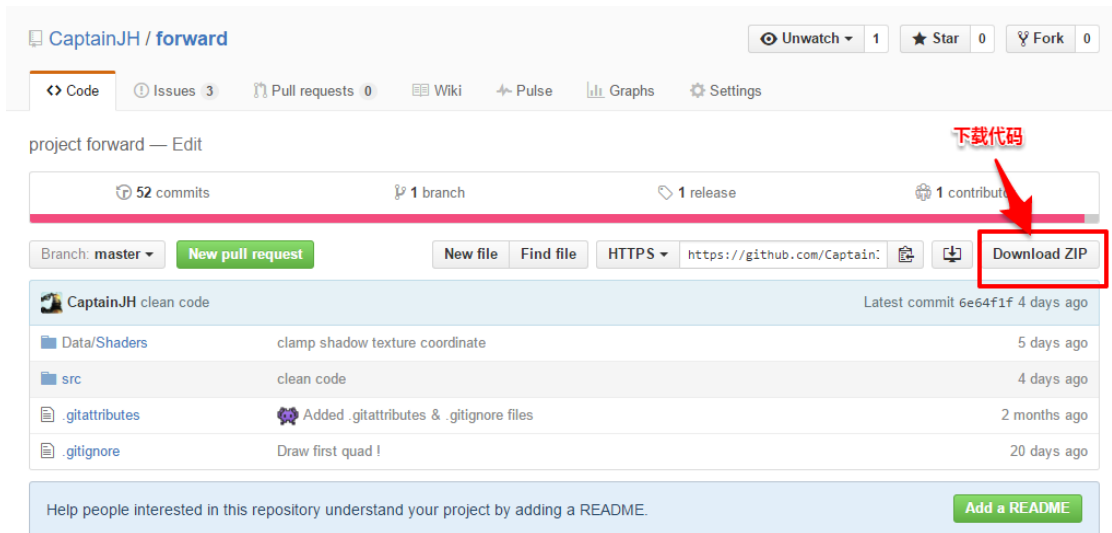 CaptainJH / forward
Unwatch 1 Star 0 Fork 0
Code Issues 3 Pull requests 0 Wiki Pulse Graphs Settings
下载代码
project forward — Edit
52 commits 1 branch 1 release 1 contribut
Branch: master New pull request New file Find file HTTPS https://github.com/Captain Download ZIP
CaptainJH clean code Latest commit 6e64f1f 4 days ago
Data/Shaders clamp shadow texture coordinate 5 days ago
src clean code 4 days ago
.gitattributes Added .gitattributes & .gitignore files 2 months ago
.gitignore Draw first quad ! 20 days ago
Help people interested in this repository understand your project by adding a README. Add a README